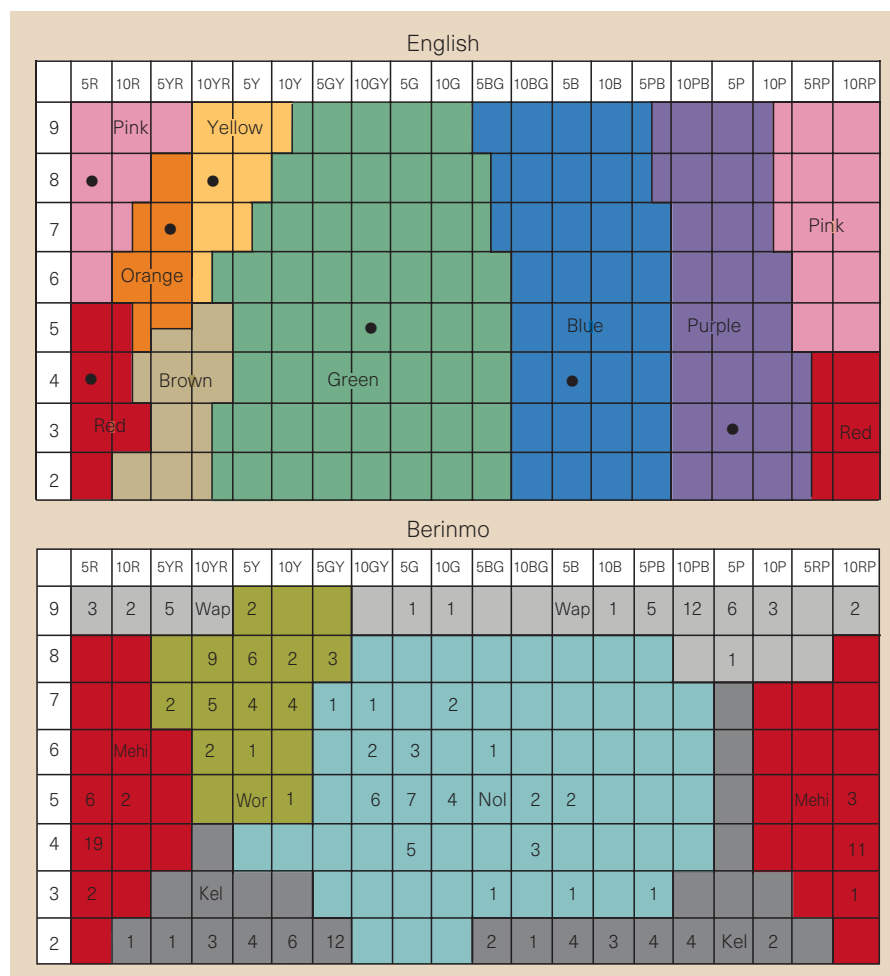 English
5R 10R 5YR 10YR 5Y 10Y 5GY 10GY 5G 10G 5BG 10BG 5B 10B 5PB 10PB 5P 10P 5RP 10RP
9 Pink Yellow
8
7 Pink
6 Orange
5 Blue Purple
4 Brown Green
3 Red Red
2
Berinmo
5R 10R 5YR 10YR 5Y 10Y 5GY 10GY 5G 10G 5BG 10BG 5B 10B 5PB 10PB 5P 10P 5RP 10RP
9 3 2 5 Wap 2 1 1 Wap 1 5 12 6 3 2
8 9 6 2 3 1
7 2 5 4 4 1 1 2
6 Mehi 2 1 2 3 1
5 6 2 Wor 1 6 7 4 Nol 2 2 Mehi 3
4 19 5 3 11
3 2 Kel 1 1 1 1
2 1 1 3 4 6 12 2 1 4 3 4 4 Kel 2